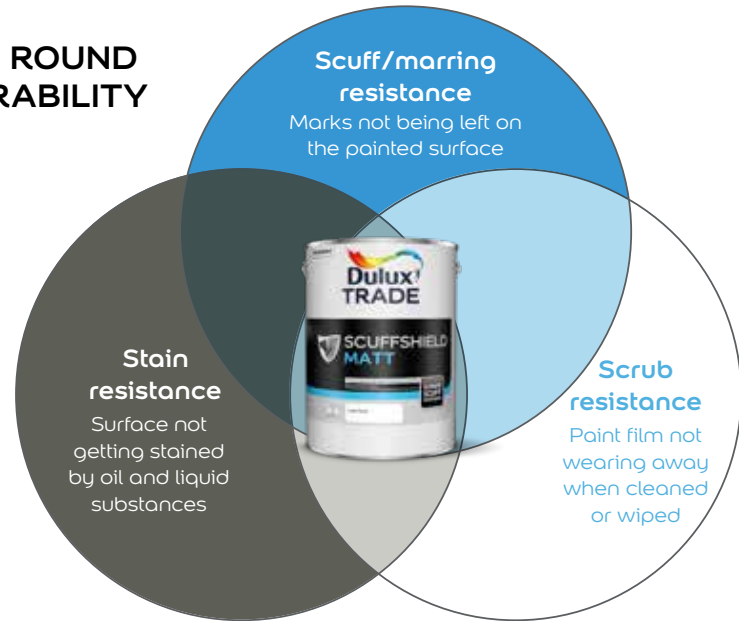 ROUND
RABILITY
Scuff/marring
resistance
Marks not being left on
the painted surface
Dulux
TRADE
SCUFFSHIELD
MATT
Stain
resistance
Surface not
getting stained
by oil and liquid
substances
Scrub
resistance
Paint film not
wearing away
when cleaned
or wiped